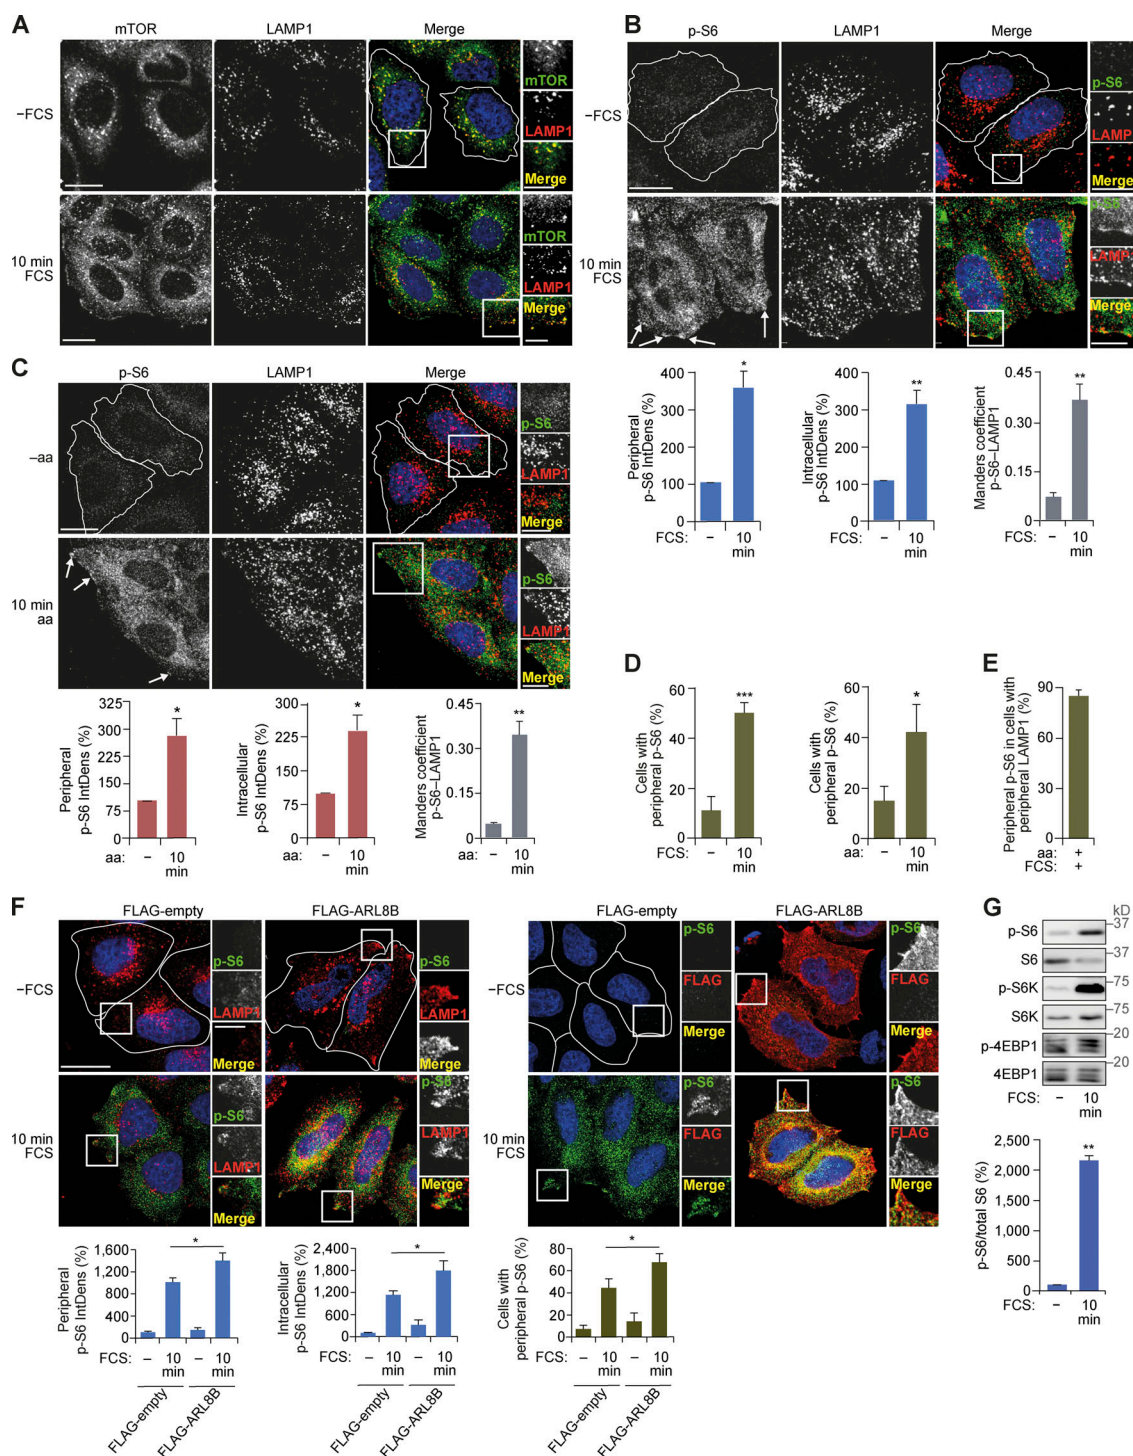 A
mTOR
LAMP1
Merge
–FCS
mTOR
LAMP1
Merge
10 min
FCS
mTOR
LAMP1
Merge
B
p-S6
LAMP1
Merge
–FCS
p-S6
LAMP1
Merge
10 min
FCS
p-S6
LAMP1
Merge
Peripheral
p-S6 IntDens (%)
400
300
200
100
0
FCS:
–
10
min
*
Intracellular
p-S6 IntDens (%)
400
300
200
100
0
FCS:
–
10
min
**
Manders coefficient
p-S6–LAMP1
0.45
0.30
0.15
0
FCS:
–
10
min
**
C
p-S6
LAMP1
Merge
–aa
p-S6
LAMP1
Merge
10 min
aa
p-S6
LAMP1
Merge
Peripheral
p-S6 IntDens (%)
325
300
225
150
75
0
aa:
–
10
min
*
Intracellular
p-S6 IntDens (%)
300
225
150
75
0
aa:
–
10
min
*
Manders coefficient
p-S6–LAMP1
0.45
0.30
0.15
0
aa:
–
10
min
**
D
Cells with
peripheral p-S6 (%)
60
40
20
0
FCS:
–
10
min
***
Cells with
peripheral p-S6 (%)
60
40
20
0
aa:
–
10
min
*
E
Peripheral p-S6 in cells with
peripheral LAMP1 (%)
90
60
30
0
aa: +
FCS: +
F
FLAG-empty
FLAG-ARL8B
–FCS
p-S6
LAMP1
Merge
p-S6
LAMP1
Merge
10 min
FCS
p-S6
LAMP1
Merge
p-S6
LAMP1
Merge
FLAG-empty
FLAG-ARL8B
–FCS
p-S6
FLAG
Merge
p-S6
FLAG
Merge
10 min
FCS
p-S6
FLAG
Merge
p-S6
FLAG
Merge
Peripheral
p-S6 IntDens (%)
1,600
1,200
800
400
0
*
FCS: – 10 – 10
min min
FLAG-empty
FLAG-ARL8B
Intracellular
p-S6 IntDens (%)
2,400
1,800
1,200
600
0
*
FCS: – 10 – 10
min min
FLAG-empty
FLAG-ARL8B
Cells with
peripheral p-S6 (%)
80
60
40
20
0
*
FCS: – 10 – 10
min min
FLAG-empty
FLAG-ARL8B
G
kD
p-S6
37
S6
37
p-S6K
75
S6K
75
p-4EBP1
20
4EBP1
20
FCS: – 10
min
p-S6/total S6 (%)
2,500
2,000
1,500
1,000
500
0
**
FCS: – 10
min